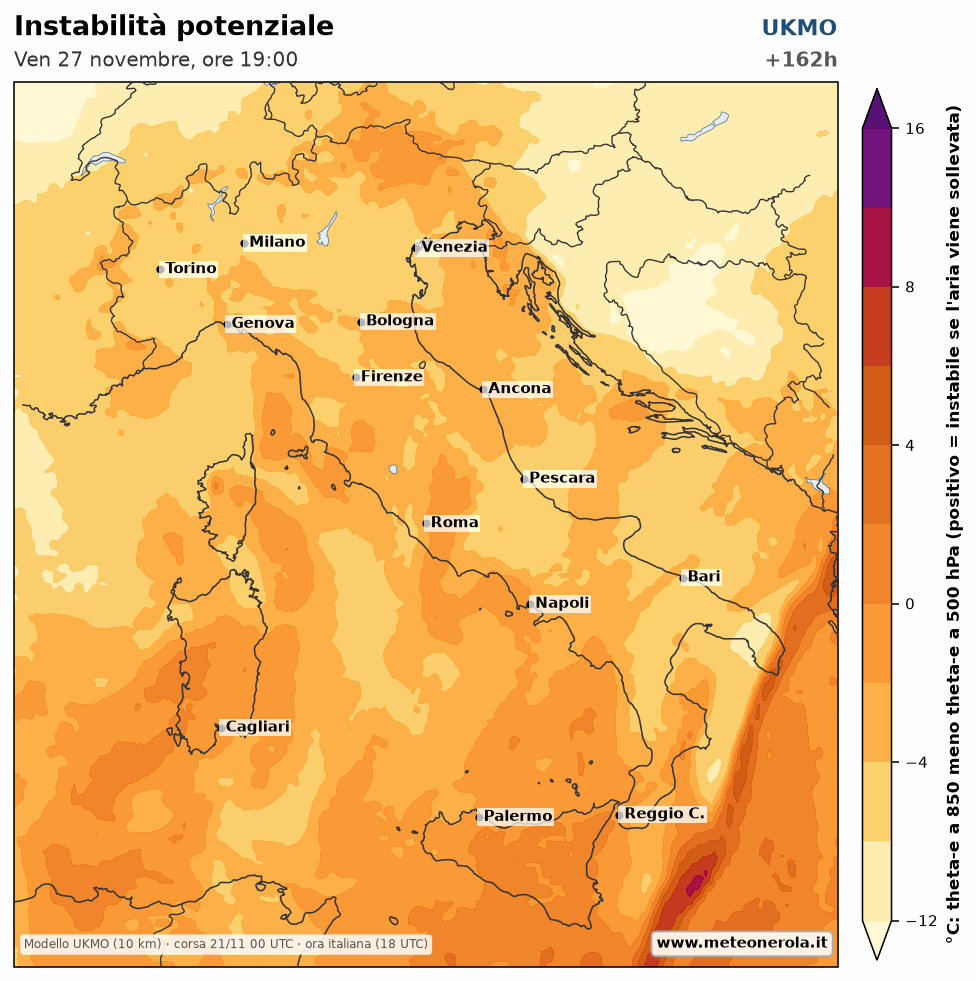 Instabilità potenziale
UKMO
Ven 27 novembre, ore 19:00
+162h
Milano
Venezia
Torino
Genova
Bologna
Firenze
Ancona
Pescara
Roma
Bari
Napoli
Cagliari
Palermo
Reggio C.
Modello UKMO (10 km) · corsa 21/11 00 UTC · ora italiana (18 UTC)
www.meteonerola.it
16
8
4
0
−4
−12
°C: theta-e a 850 meno theta-e a 500 hPa (positivo = instabile se l'aria viene sollevata)